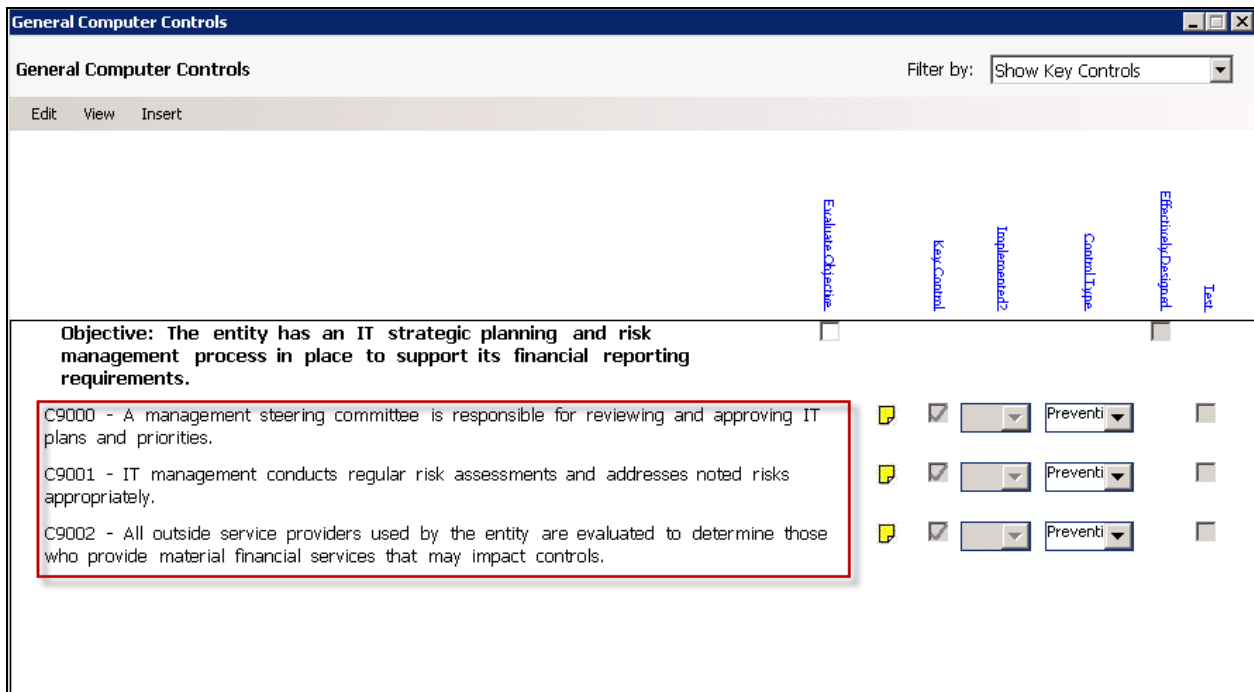 General Computer Controls
General Computer Controls
Filter by: Show Key Controls
Edit View Insert
Evaluate Objective
Key Control
Implemented?
Control Type
Effectively Designed
Test
Objective: The entity has an IT strategic planning and risk
management process in place to support its financial reporting
requirements.
C9000 - A management steering committee is responsible for reviewing and approving IT
plans and priorities.
Preventi
C9001 - IT management conducts regular risk assessments and addresses noted risks
appropriately.
Preventi
C9002 - All outside service providers used by the entity are evaluated to determine those
who provide material financial services that may impact controls.
Preventi